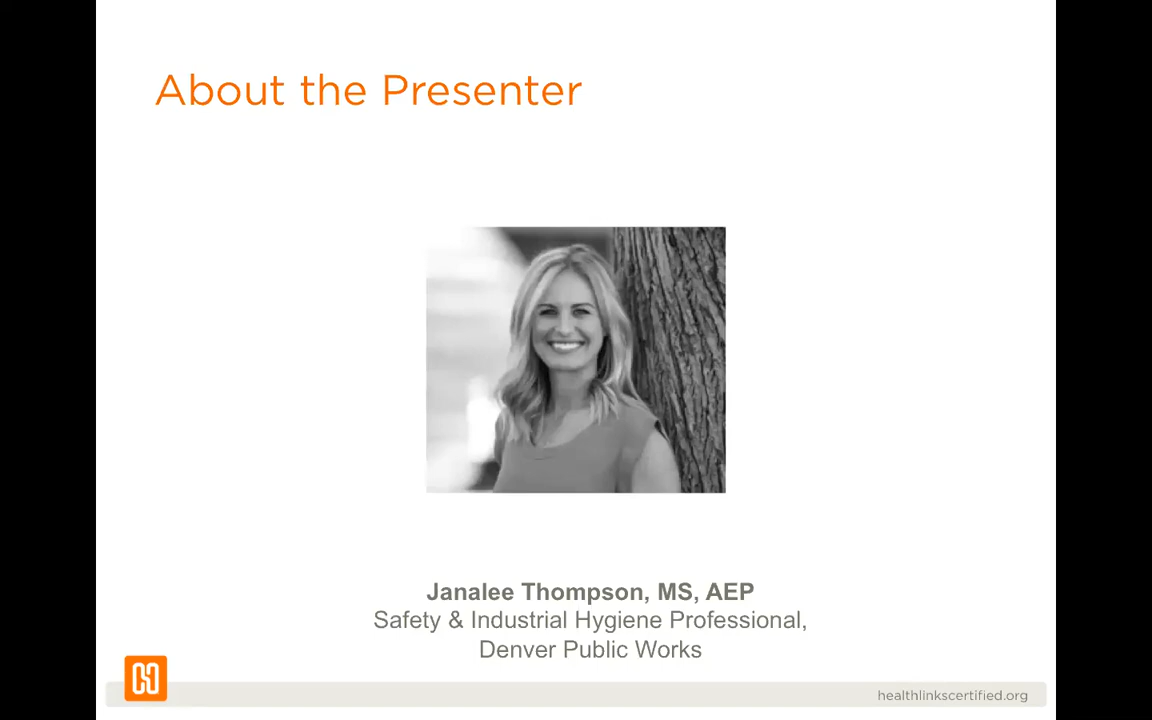 About the Presenter
Janalee Thompson, MS, AEP
Safety & Industrial Hygiene Professional,
Denver Public Works
healthlinkscertified.org